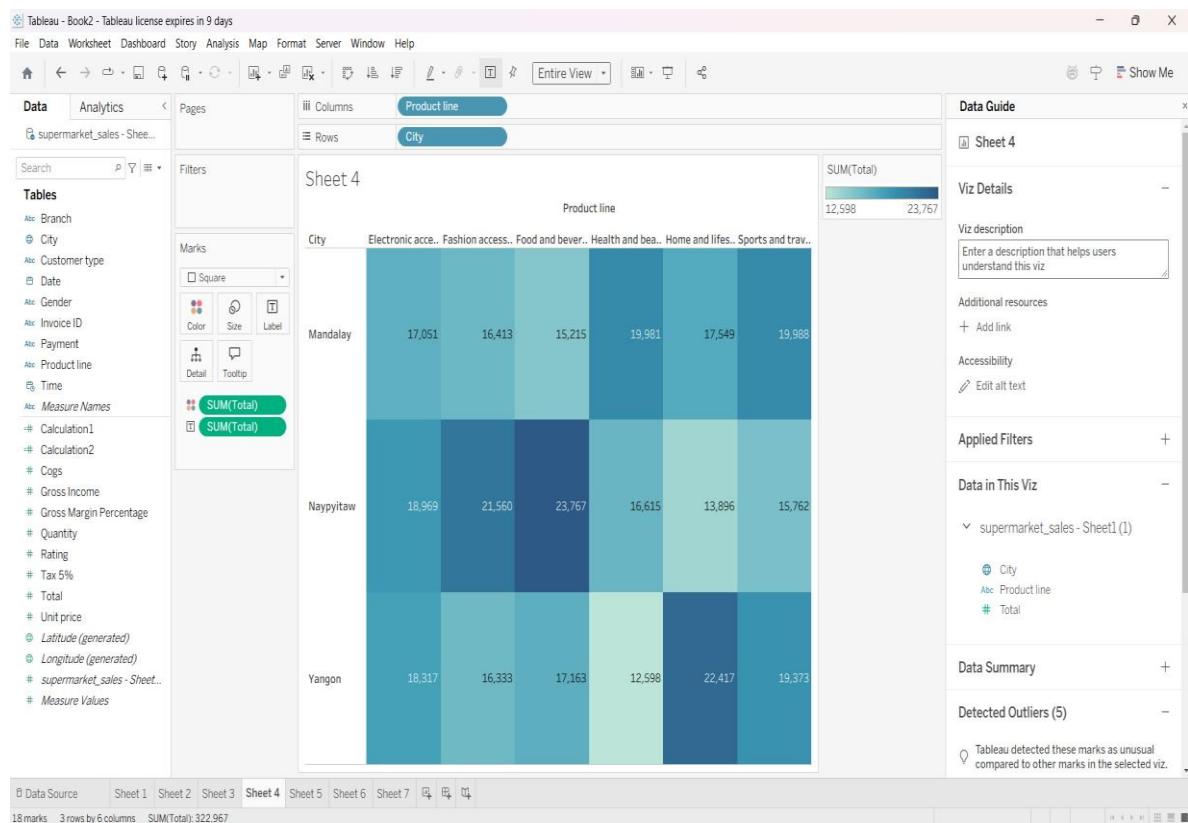 Tableau - Book2 - Tableau license expires in 9 days
File Data Worksheet Dashboard Story Analysis Map Format Server Window Help
Entire View
Show Me
Data Analytics
supermarket_sales - Shee...
Search
Tables
Abc Branch
City
Abc Customer type
Date
Abc Gender
Abc Invoice ID
Abc Payment
Abc Product line
Time
Abc Measure Names
Calculation1
Calculation2
# Cogs
# Gross Income
# Gross Margin Percentage
# Quantity
# Rating
# Tax 5%
# Total
# Unit price
Latitude (generated)
Longitude (generated)
# supermarket_sales - Sheet...
# Measure Values
Pages
Filters
Marks
Square
Color Size Label
Detail Tooltip
SUM(Total)
SUM(Total)
iii Columns Product line
Rows City
Sheet 4
Product line
City Electronic acce.. Fashion access.. Food and bever.. Health and bea.. Home and lifes.. Sports and trav..
Mandalay 17,051 16,413 15,215 19,981 17,549 19,988
Naypyitaw 18,969 21,560 23,767 16,615 13,896 15,762
Yangon 18,317 16,333 17,163 12,598 22,417 19,373
SUM(Total)
12,598 23,767
Data Guide
Sheet 4
Viz Details
Viz description
Enter a description that helps users
understand this viz
Additional resources
+ Add link
Accessibility
Edit alt text
Applied Filters
Data in This Viz
supermarket_sales - Sheet1 (1)
City
Abc Product line
# Total
Data Summary
Detected Outliers (5)
Tableau detected these marks as unusual
compared to other marks in the selected viz.
Data Source Sheet 1 Sheet 2 Sheet 3 Sheet 4 Sheet 5 Sheet 6 Sheet 7
18 marks 3 rows by 6 columns SUM(Total): 322,967